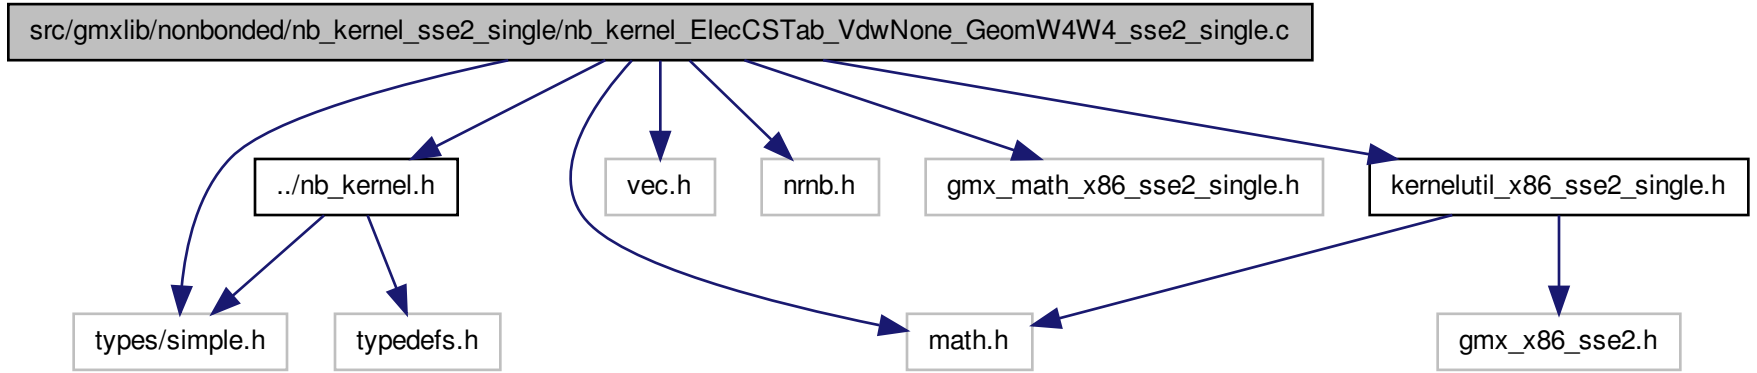 src/gmxlib/nonbonded/nb_kernel_sse2_single/nb_kernel_ElecCSTab_VdwNone_GeomW4W4_sse2_single.c
../nb_kernel.h
vec.h
nrnb.h
gmx_math_x86_sse2_single.h
kernelutil_x86_sse2_single.h
types/simple.h
typedefs.h
math.h
gmx_x86_sse2.h